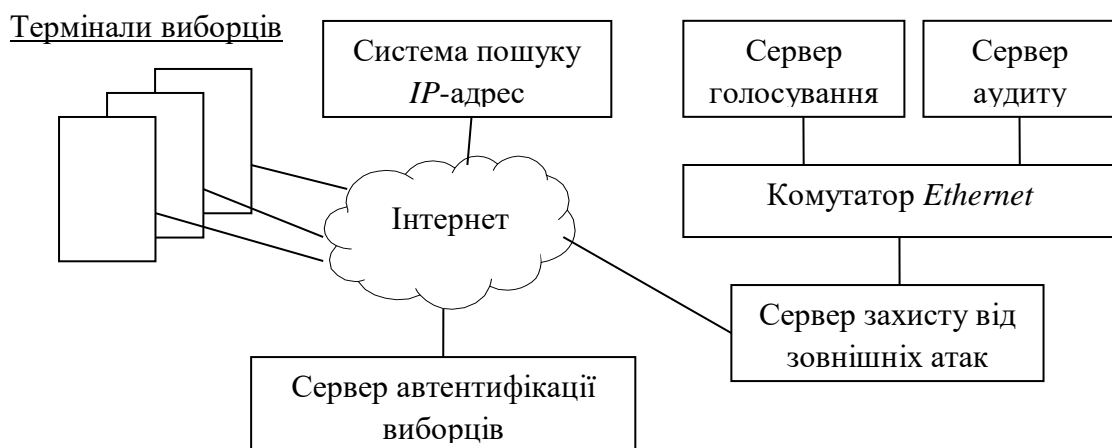 Термінали виборців
Система пошуку
IP-адрес
Сервер
голосування
Сервер
аудиту
Комутатор Ethernet
Інтернет
Сервер захисту від
зовнішніх атак
Сервер автентифікації
виборців